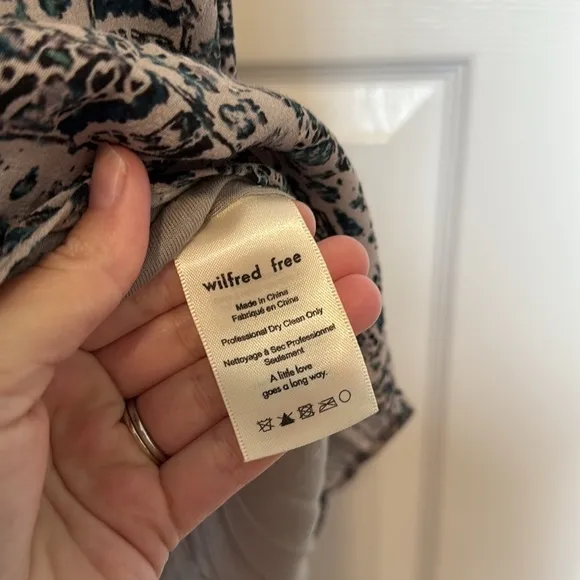 wilfred free
Made in China
Fabriqué en Chine
Professional Dry Clean Only
Nettoyage à Sec Professionnel
Seulement
A little love
goes a long way.